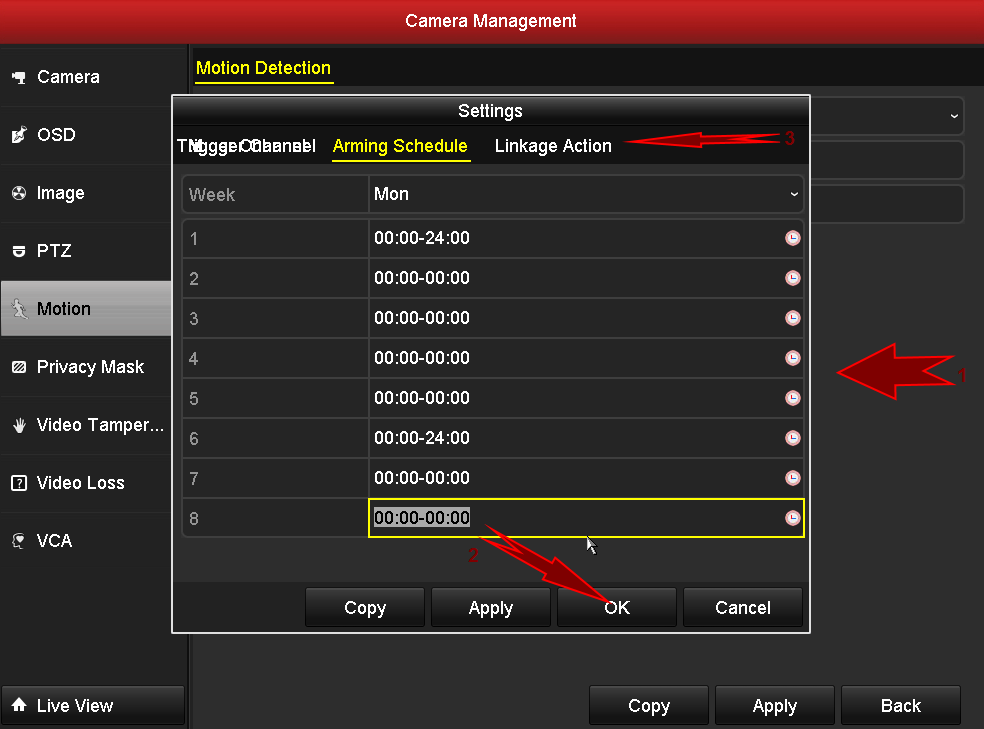 Camera Management
Camera
OSD
Image
PTZ
Motion
Privacy Mask
Video Tamper...
Video Loss
VCA
Live View
Motion Detection
Settings
Trigger Channel Arming Schedule Linkage Action 3
Week Mon
1 00:00-24:00
2 00:00-00:00
3 00:00-00:00
4 00:00-00:00
5 00:00-00:00
6 00:00-24:00
7 00:00-00:00
8 00:00-00:00
1
2
Copy Apply OK Cancel
Copy Apply Back